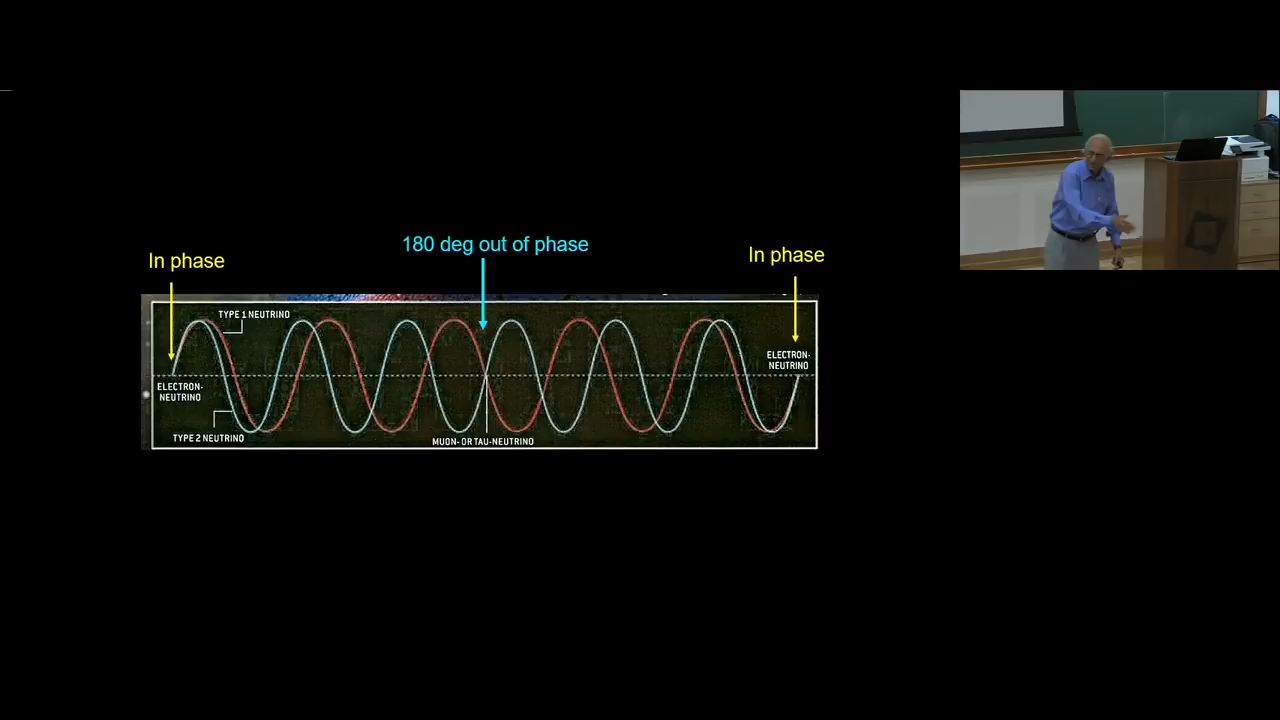 180 deg out of phase
In phase
In phase
TYPE 1 NEUTRINO
ELECTRON-
NEUTRINO
ELECTRON-
NEUTRINO
TYPE 2 NEUTRINO
MUON- OR TAU-NEUTRINO